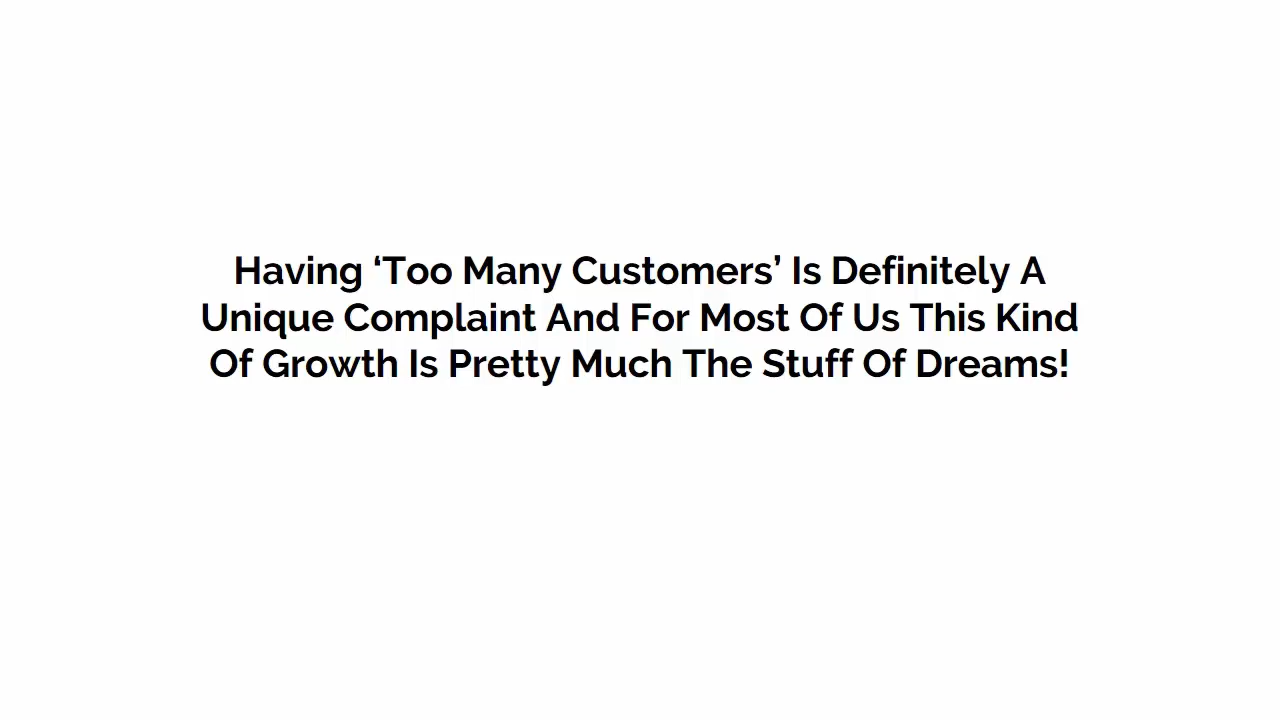 Having ‘Too Many Customers’ Is Definitely A
Unique Complaint And For Most Of Us This Kind
Of Growth Is Pretty Much The Stuff Of Dreams!